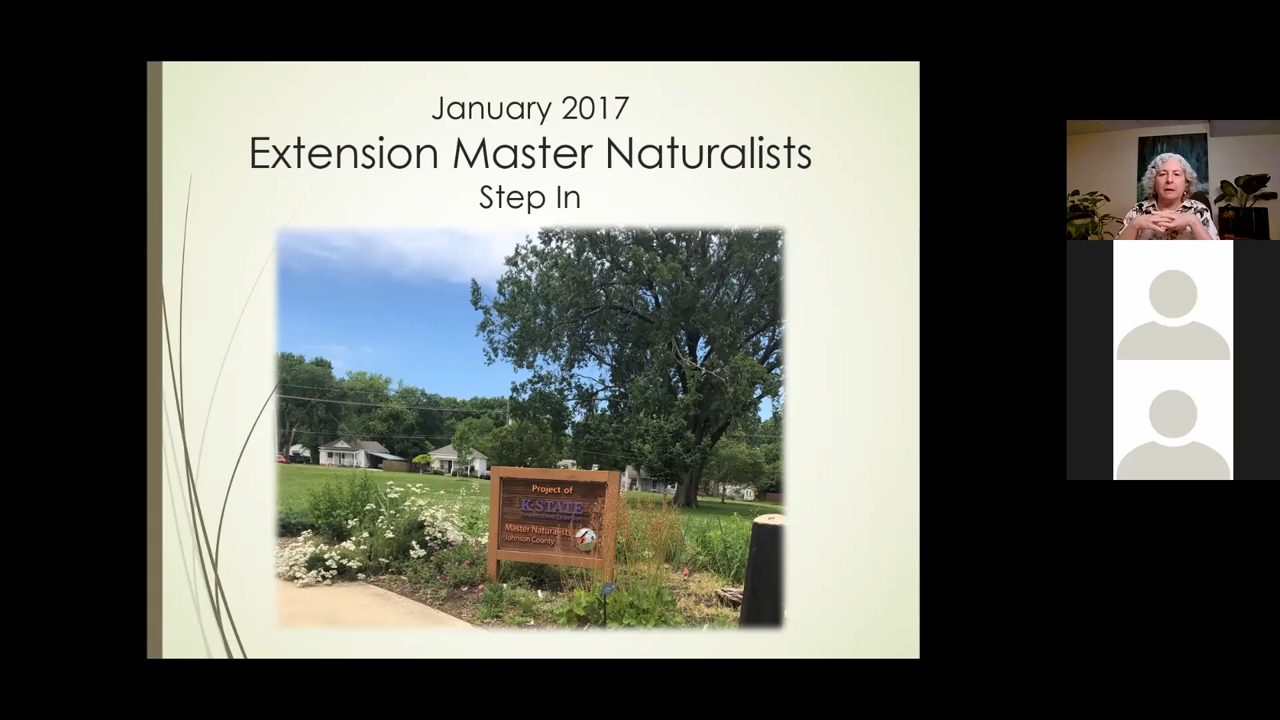 January 2017
Extension Master Naturalists
Step In
Project of
K-STATE
Master Naturalists
Johnson County